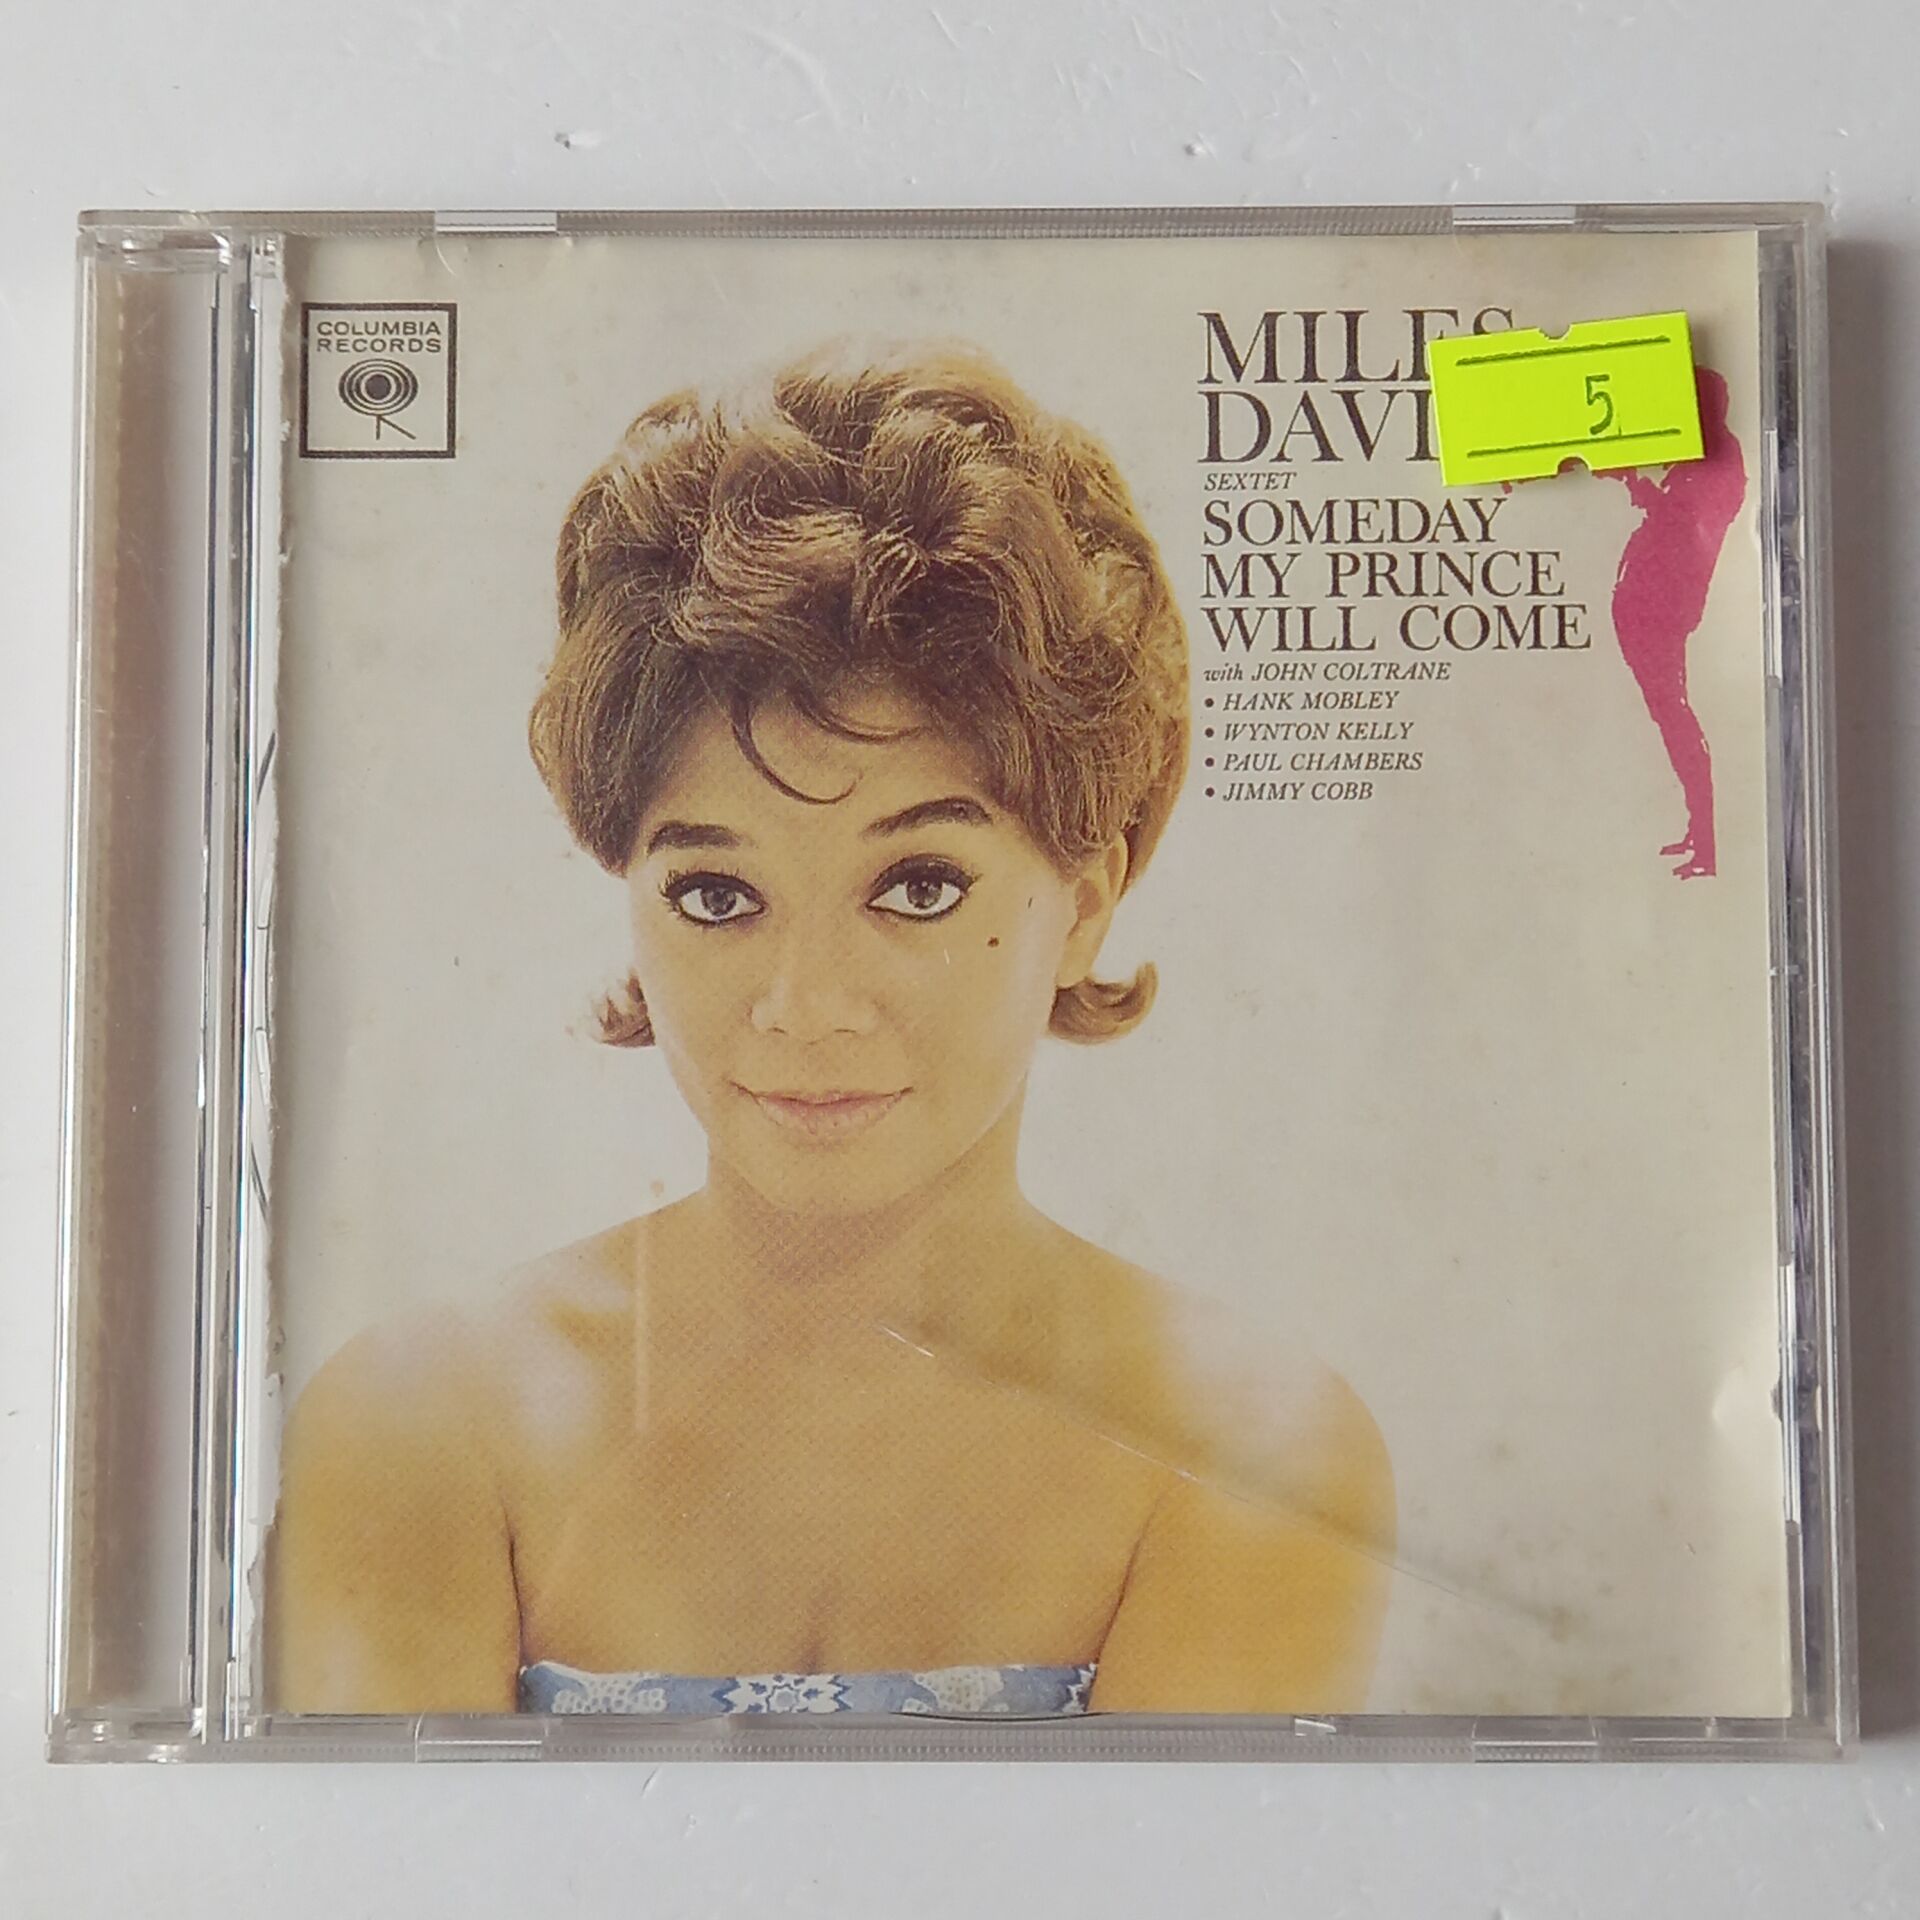 COLUMBIA
RECORDS
MILES
DAVIS
5
SEXTET
SOMEDAY
MY PRINCE
WILL COME
with JOHN COLTRANE
• HANK MOBLEY
• WYNTON KELLY
• PAUL CHAMBERS
• JIMMY COBB